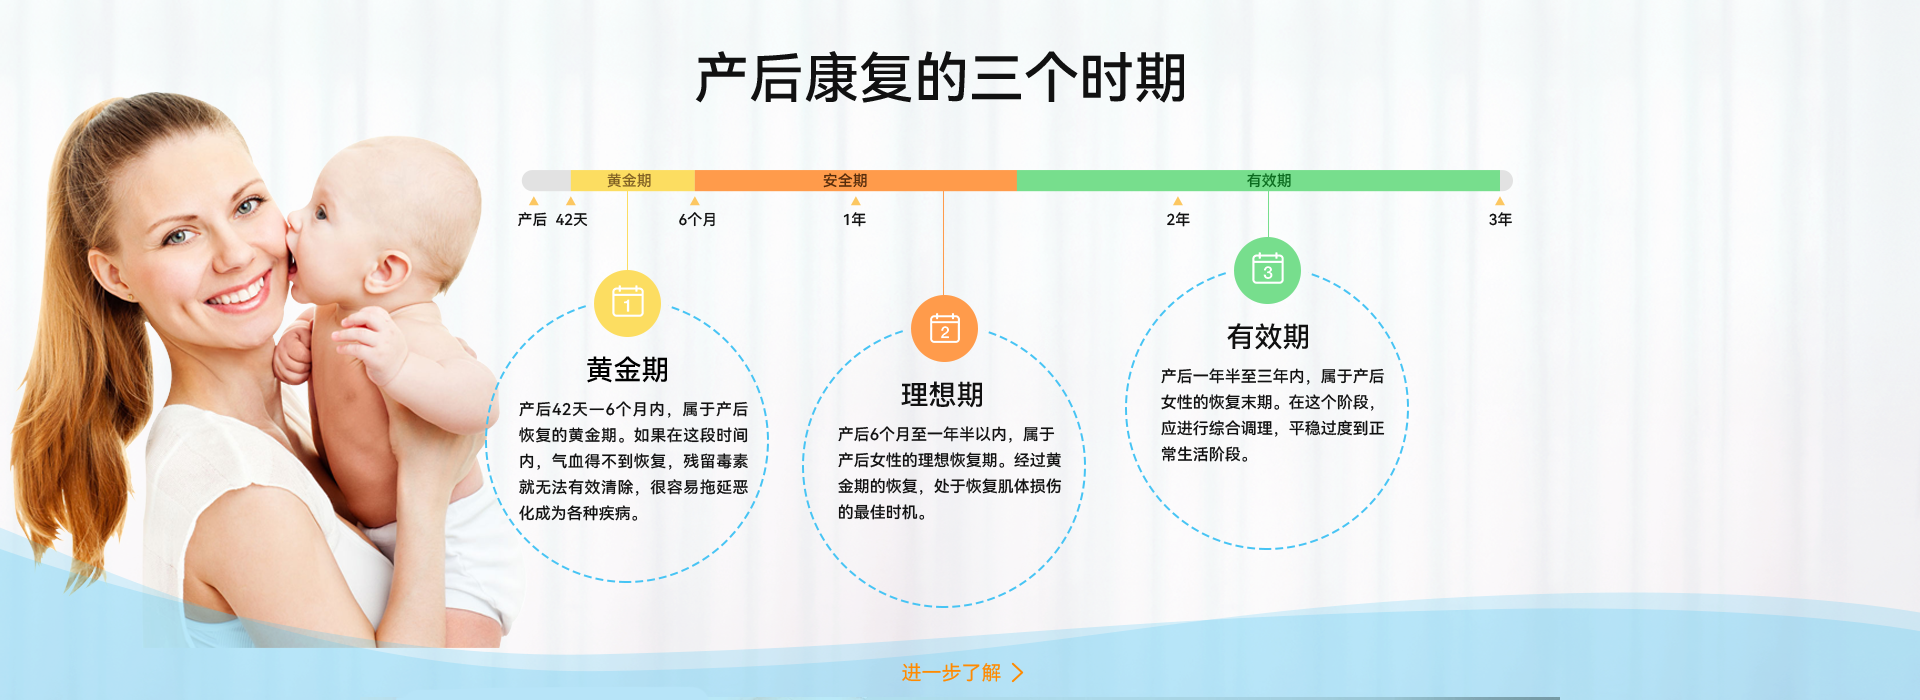 产后康复的三个时期
黄金期
安全期
有效期
产后
42天
6个月
1年
2年
3年
1
黄金期
产后42天一6个月内，属于产后
恢复的黄金期。如果在这段时间
内，气血得不到恢复，残留毒素
就无法有效清除，很容易拖延恶
化成为各种疾病。
2
理想期
产后6个月至一年半以内，属于
产后女性的理想恢复期。经过黄
金期的恢复，处于恢复肌体损伤
的最佳时机。
3
有效期
产后一年半至三年内，属于产后
女性的恢复末期。在这个阶段，
应进行综合调理，平稳过度到正
常生活阶段。
进一步了解